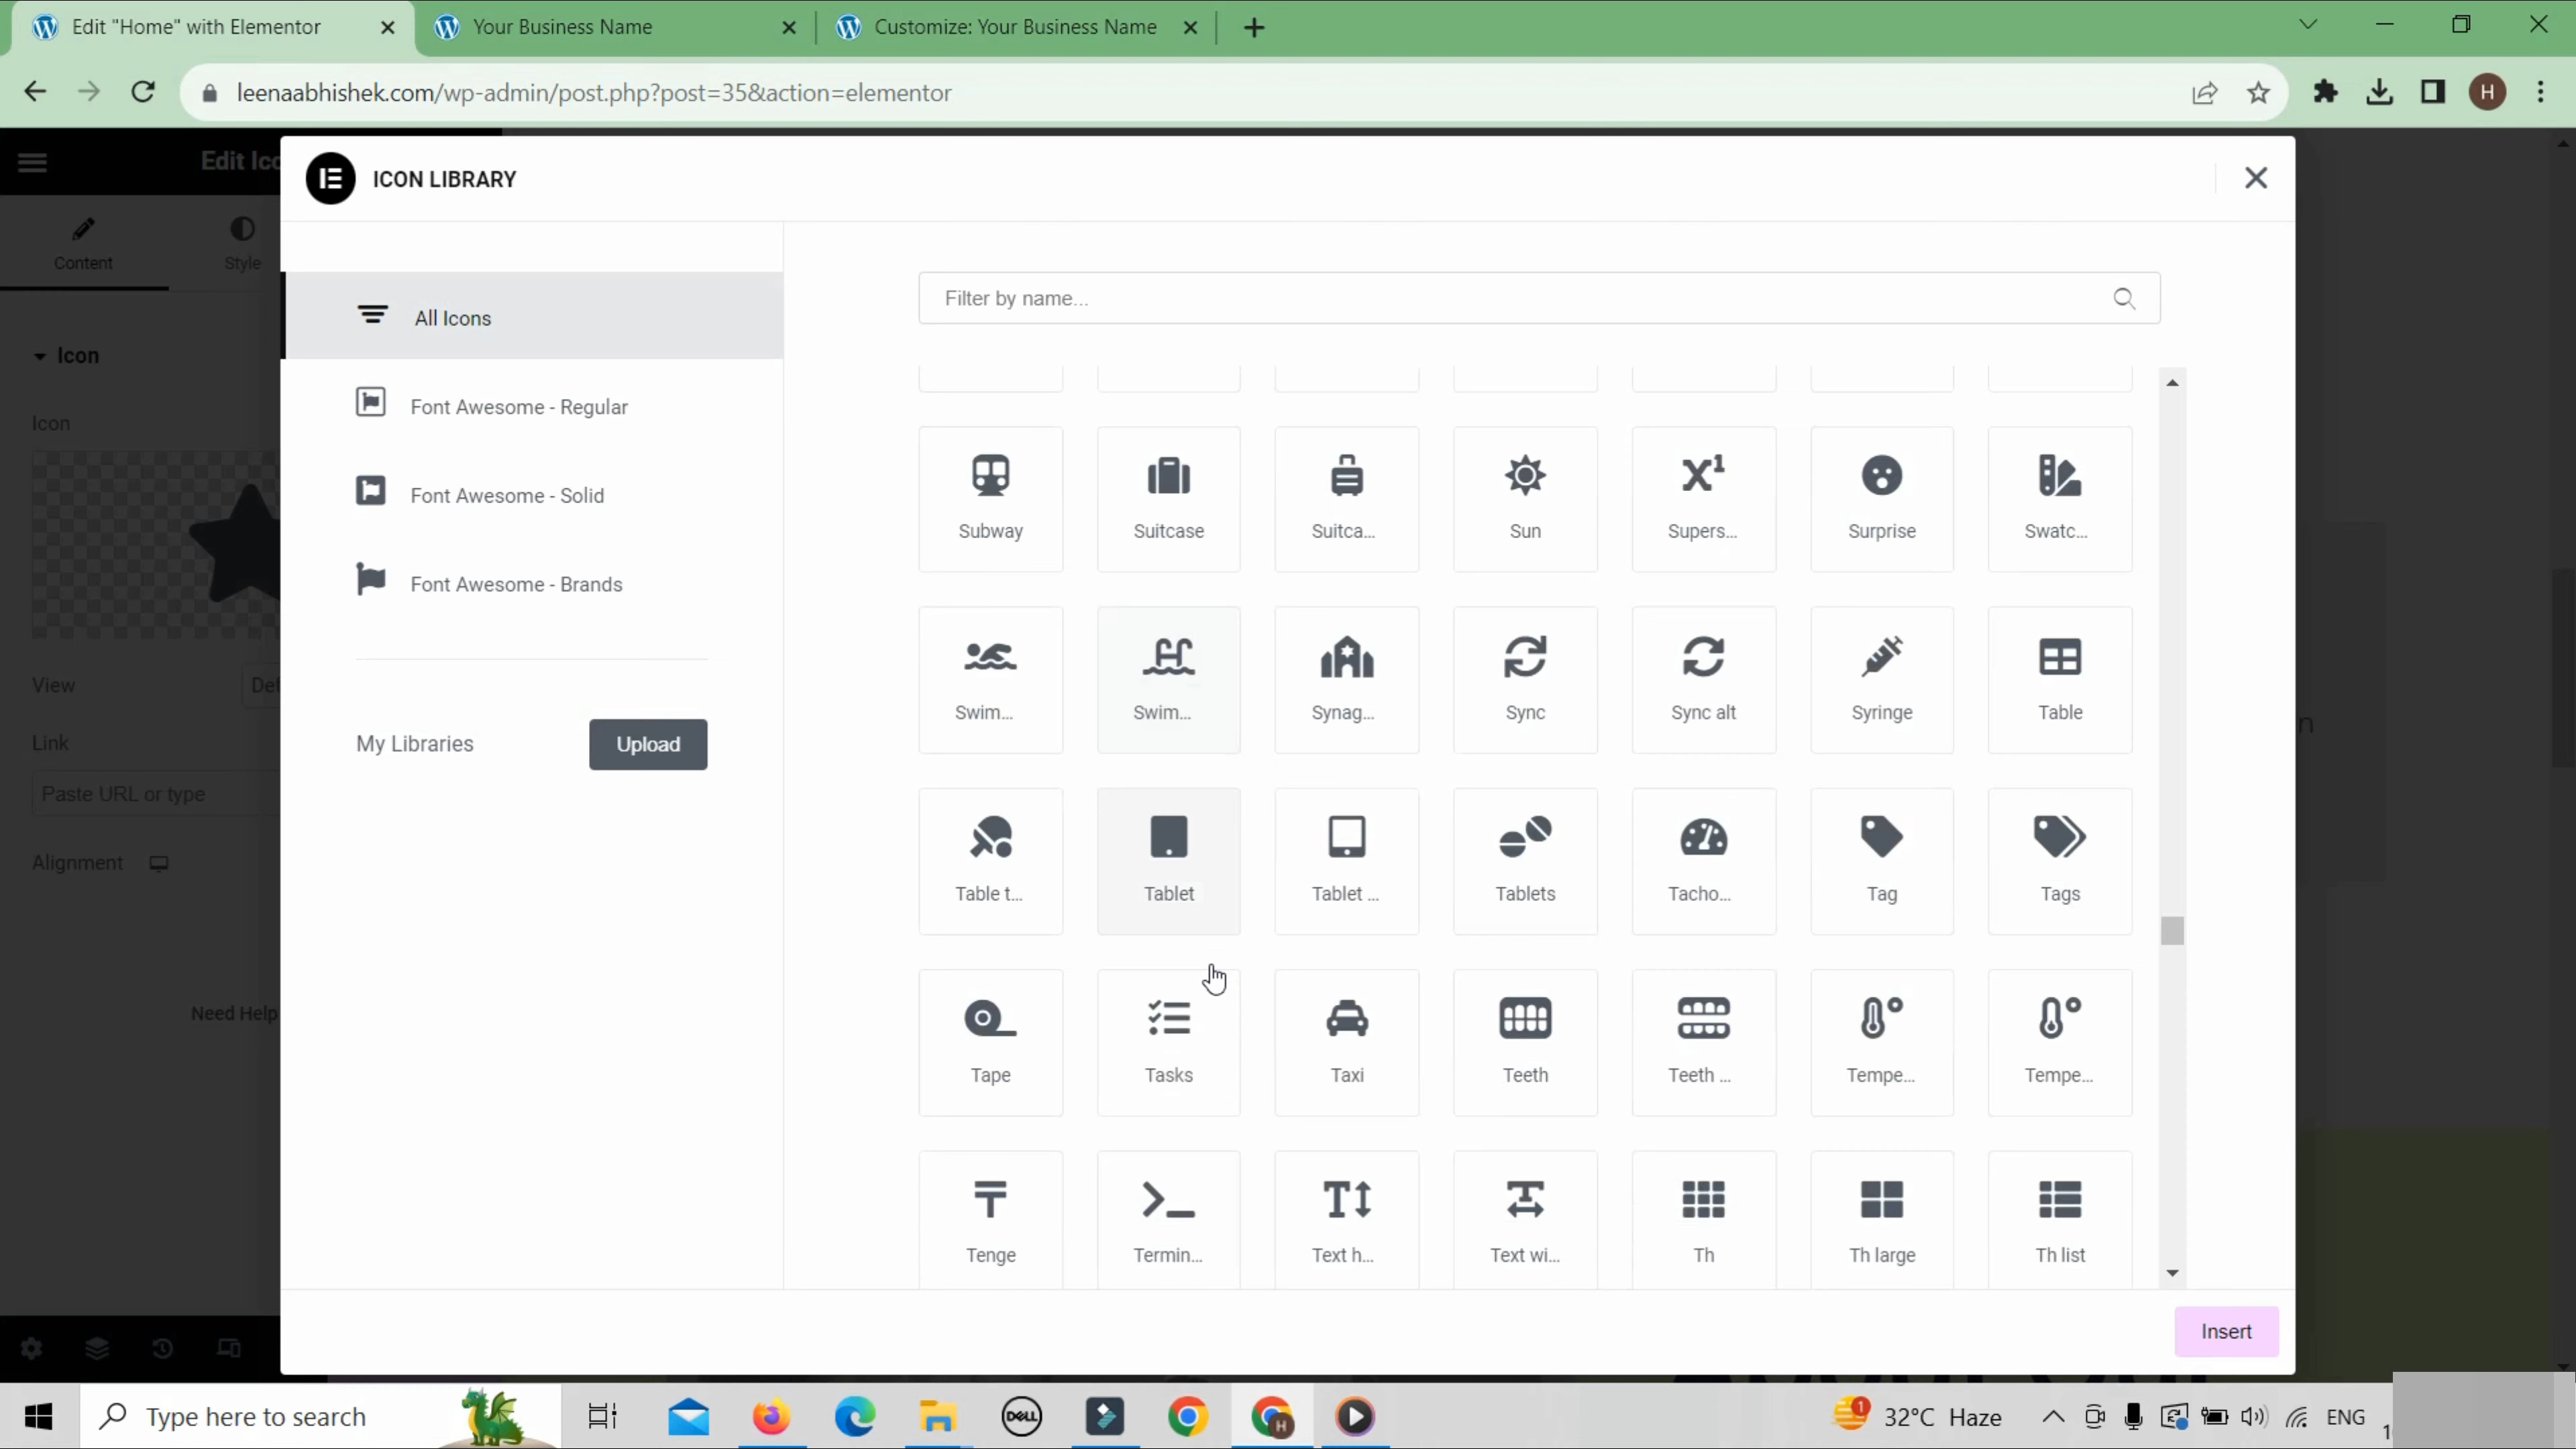 Edit "Home" with Elementor
Your Business Name
Customize: Your Business Name
leenaabhishek.com/wp-admin/post.php?post=35&action=elementor
H
Edit Ico
ICON LIBRARY
Content
Style
All Icons
Filter by name...
Icon
Font Awesome - Regular
Icon
Font Awesome - Solid
Font Awesome - Brands
Subway
Suitcase
Suitca...
Sun
Supers...
Surprise
Swatc...
View
Def
My Libraries
Upload
Link
Paste URL or type
Alignment
Need Help
Swim...
Swim...
Synag...
Sync
Sync alt
Syringe
Table
Table t...
Tablet
Tablet ...
Tablets
Tacho...
Tag
Tags
Tape
Tasks
Taxi
Teeth
Teeth ...
Tempe...
Tempe...
Tenge
Termin...
Text h...
Text wi...
Th
Th large
Th list
Insert
Type here to search
DELL
H
1
32°C Haze
ENG